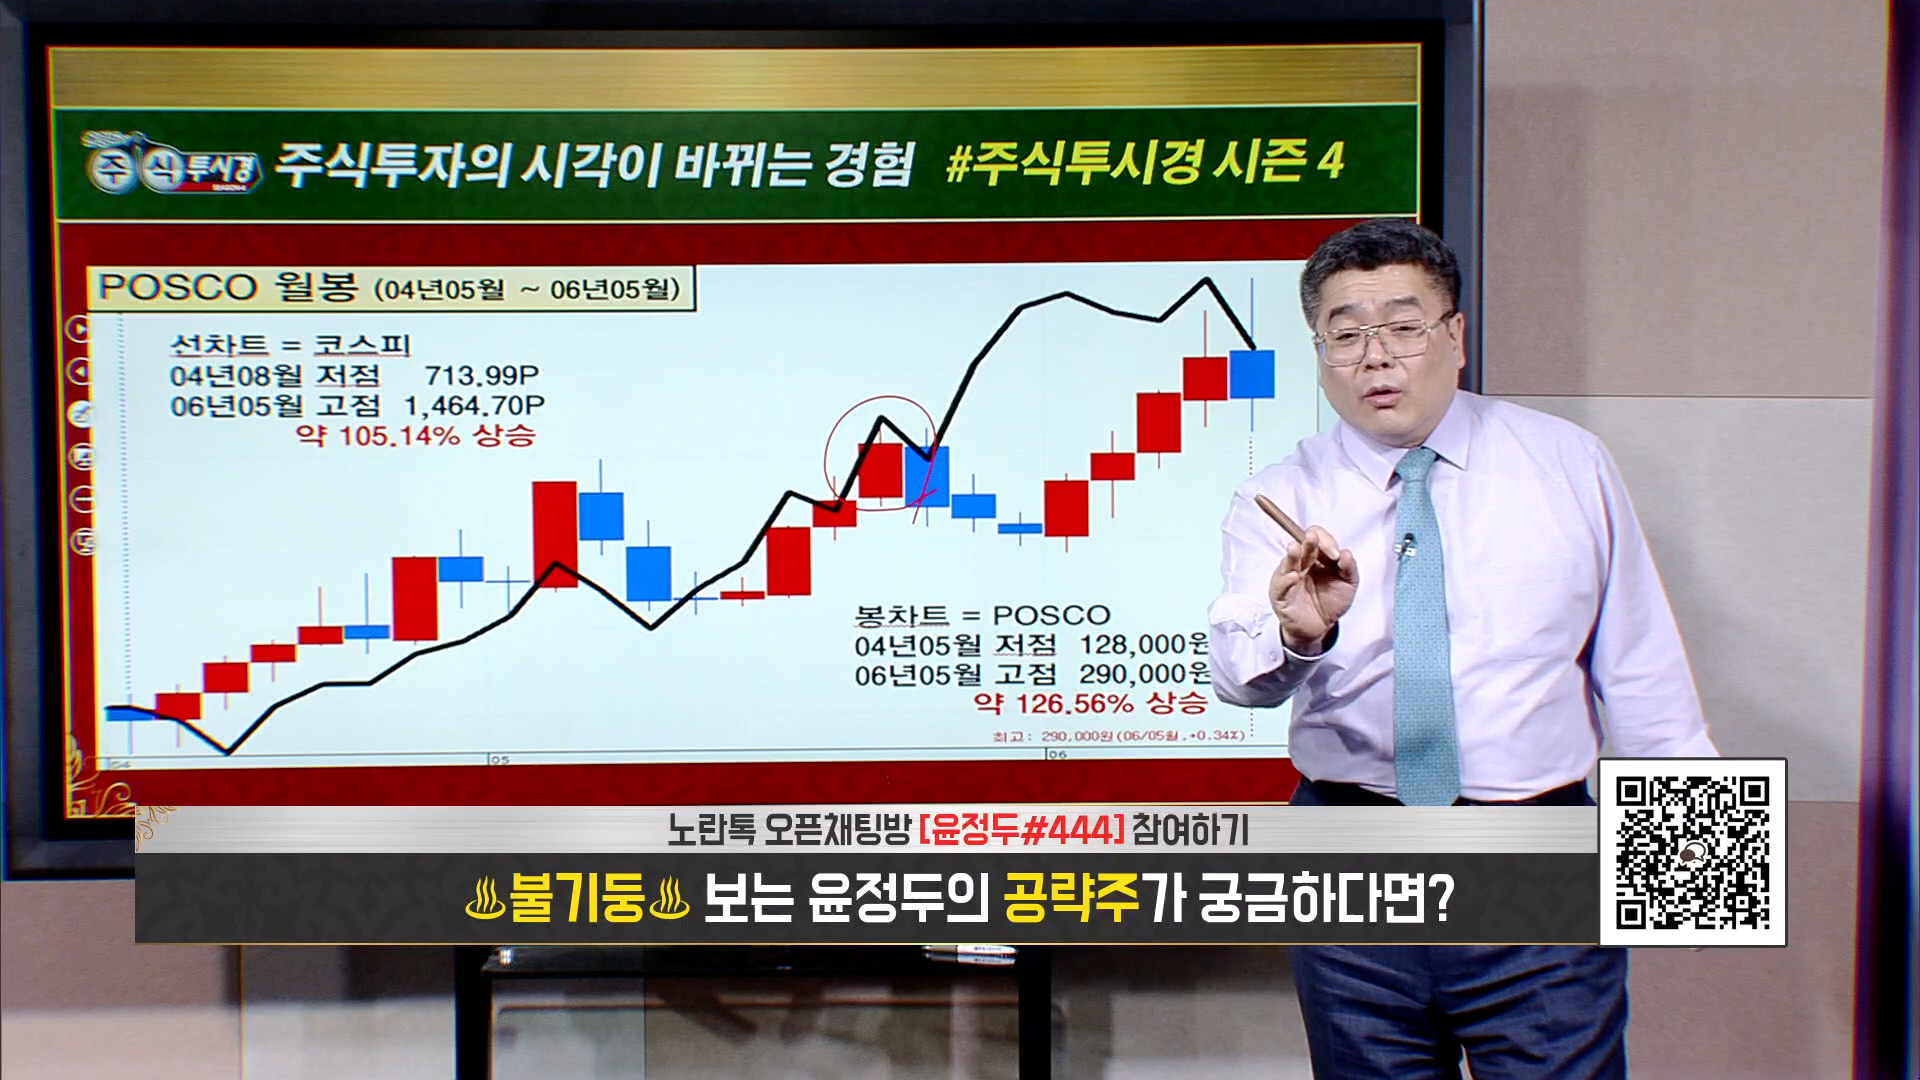 주식투시경 주식투자의 시각이 바뀌는 경험 #주식투시경 시즌 4
POSCO 월봉 (04년05월 ~ 06년05월)
선차트 = 코스피
04년08월 저점 713.99P
06년05월 고점 1,464.70P
약 105.14% 상승
봉차트 = POSCO
04년05월 저점 128,000원
06년05월 고점 290,000원
약 126.56% 상승
최고: 290,000원(06/05월,+0.34%)
04 05 06
노란톡 오픈채팅방 [윤정두#444] 참여하기
♨불기둥♨ 보는 윤정두의 공략주가 궁금하다면?